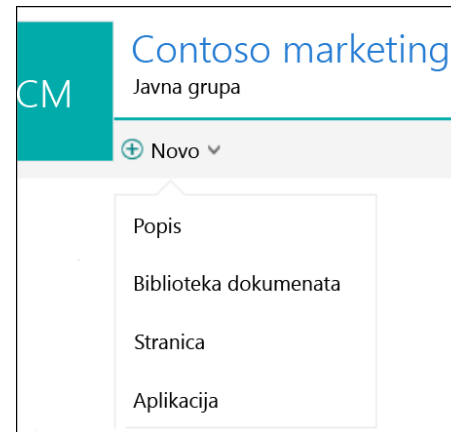 CM
Contoso marketing
Javna grupa
Novo
Popis
Biblioteka dokumenata
Stranica
Aplikacija